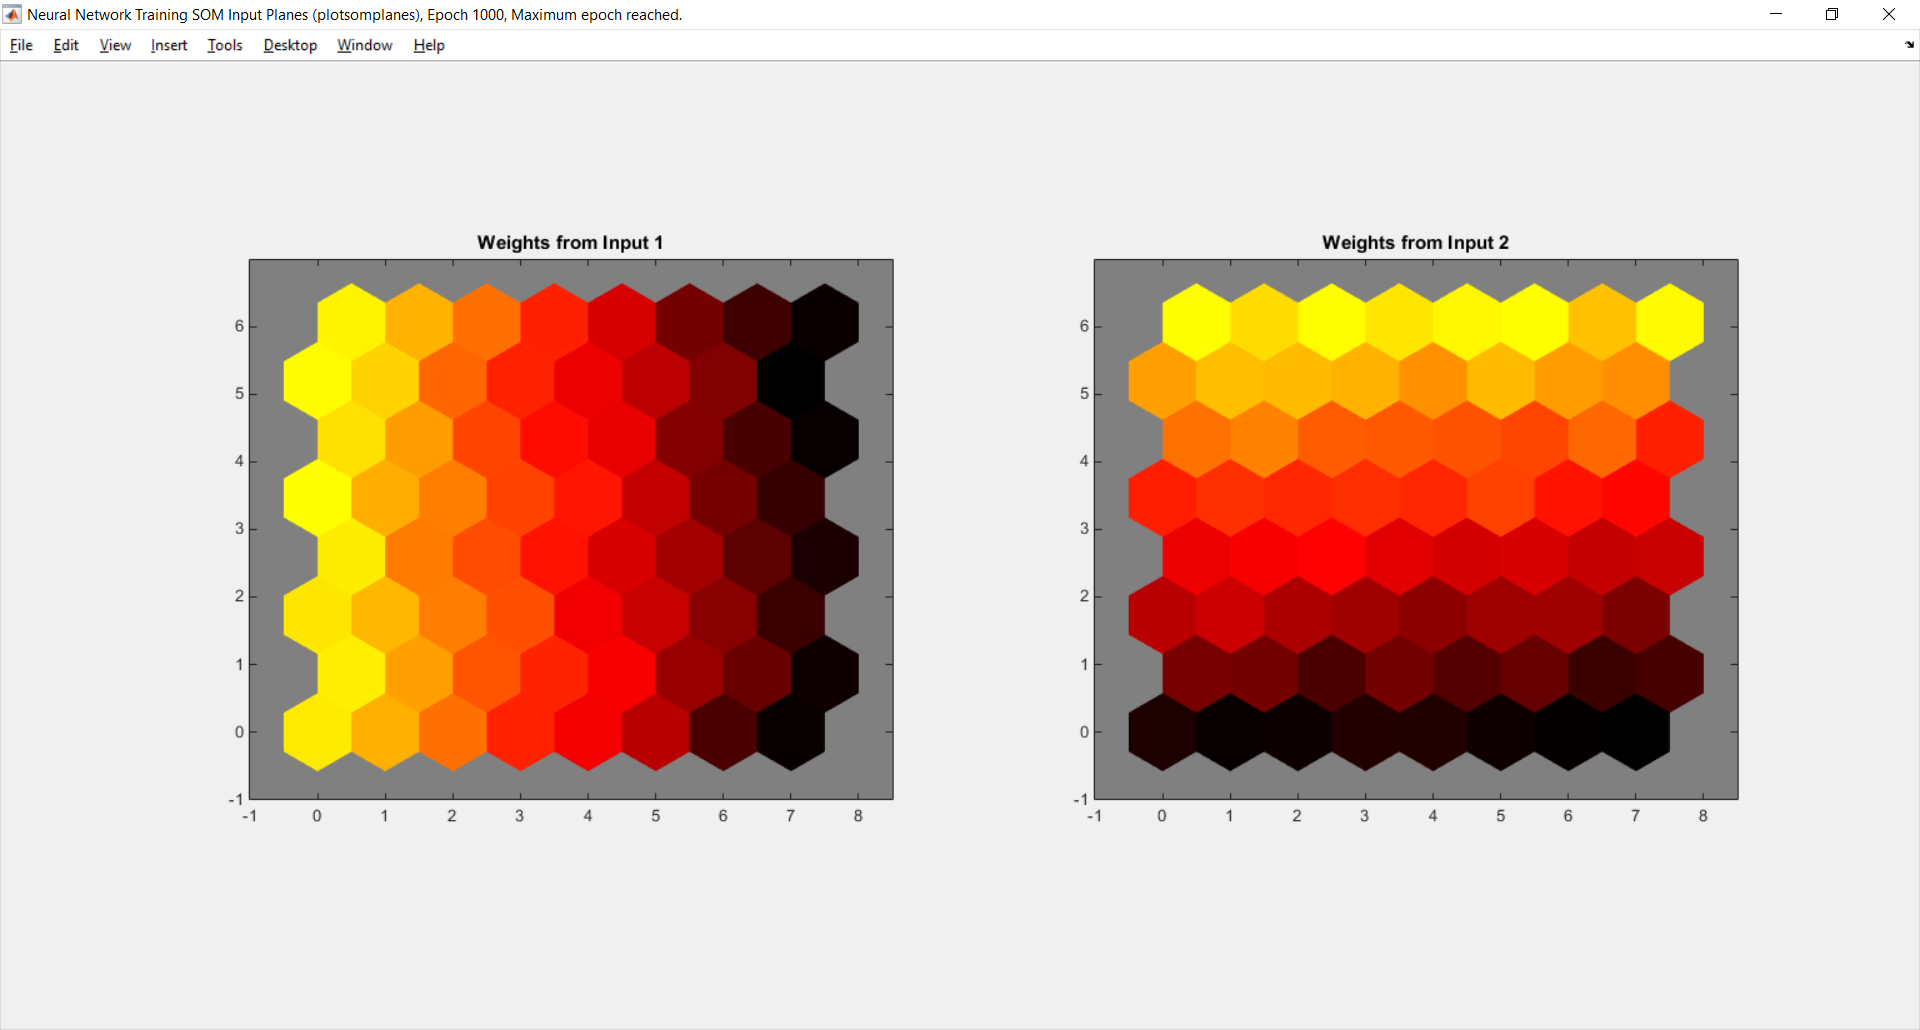 Neural Network Training SOM Input Planes (plotsomplanes), Epoch 1000, Maximum epoch reached.
File Edit View Insert Tools Desktop Window Help
Weights from Input 1
6
5
4
3
2
1
0
-1
-1 0 1 2 3 4 5 6 7 8
Weights from Input 2
6
5
4
3
2
1
0
-1
-1 0 1 2 3 4 5 6 7 8